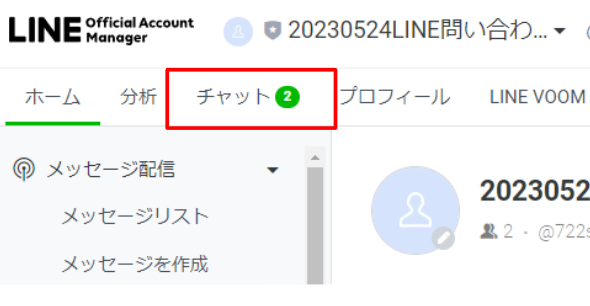 LINE Official Account Manager
20230524LINE問い合わ...
ホーム 分析 チャット 2 プロフィール LINE VOOM
メッセージ配信
メッセージリスト
メッセージを作成
2023052
2 · @722s